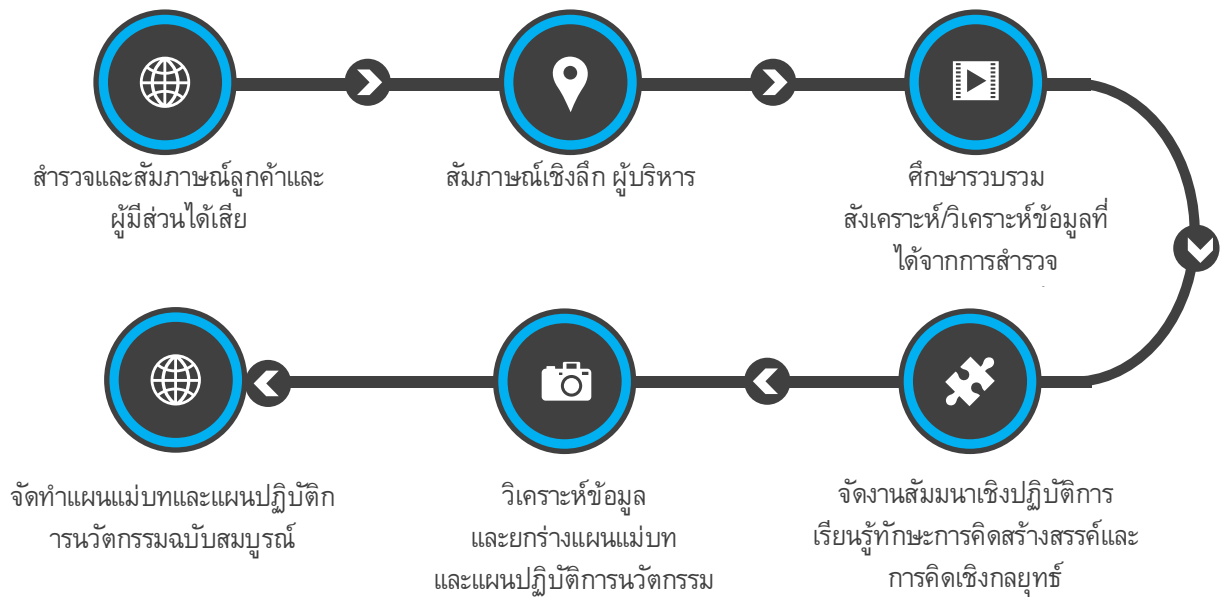 สำรวจและสัมภาษณ์ลูกค้าและ
ผู้มีส่วนได้เสีย
สัมภาษณ์เชิงลึก ผู้บริหาร
ศึกษารวบรวม
สังเคราะห์/วิเคราะห์ข้อมูลที่
ได้จากการสำรวจ
จัดงานสัมมนาเชิงปฏิบัติการ
เรียนรู้ทักษะการคิดสร้างสรรค์และ
การคิดเชิงกลยุทธ์
วิเคราะห์ข้อมูล
และยกร่างแผนแม่บท
และแผนปฏิบัติการนวัตกรรม
จัดทำแผนแม่บทและแผนปฏิบัติก
ารนวัตกรรมฉบับสมบูรณ์